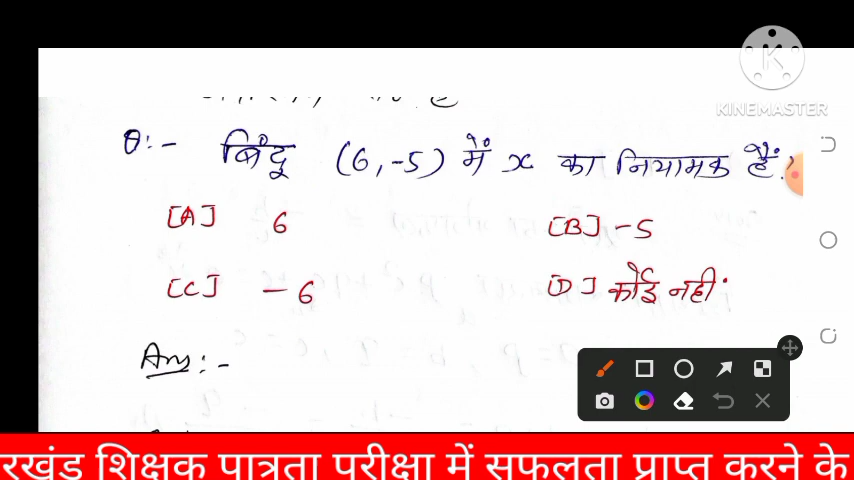 KINEMASTER
Q:- बिंदू (6,-5) में x का नियामक हैं?
[A] 6 [B] -5
[C] -6 [D] कोई नहीं
Ans:-
रखंड शिक्षक पात्रता परीक्षा में सफलता प्राप्त करने के